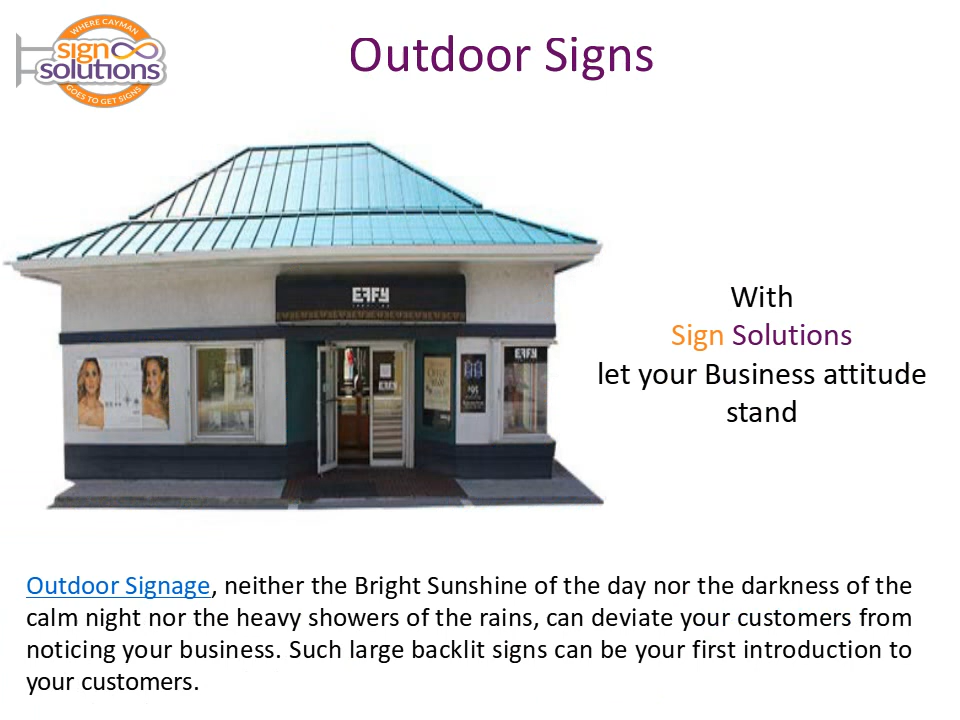 WHERE CAYMAN
sign
solutions
GOES TO GET SIGNS
Outdoor Signs
EFFY
EFFY
With
Sign Solutions
let your Business attitude
stand
Outdoor Signage, neither the Bright Sunshine of the day nor the darkness of the
calm night nor the heavy showers of the rains, can deviate your customers from
noticing your business. Such large backlit signs can be your first introduction to
your customers.